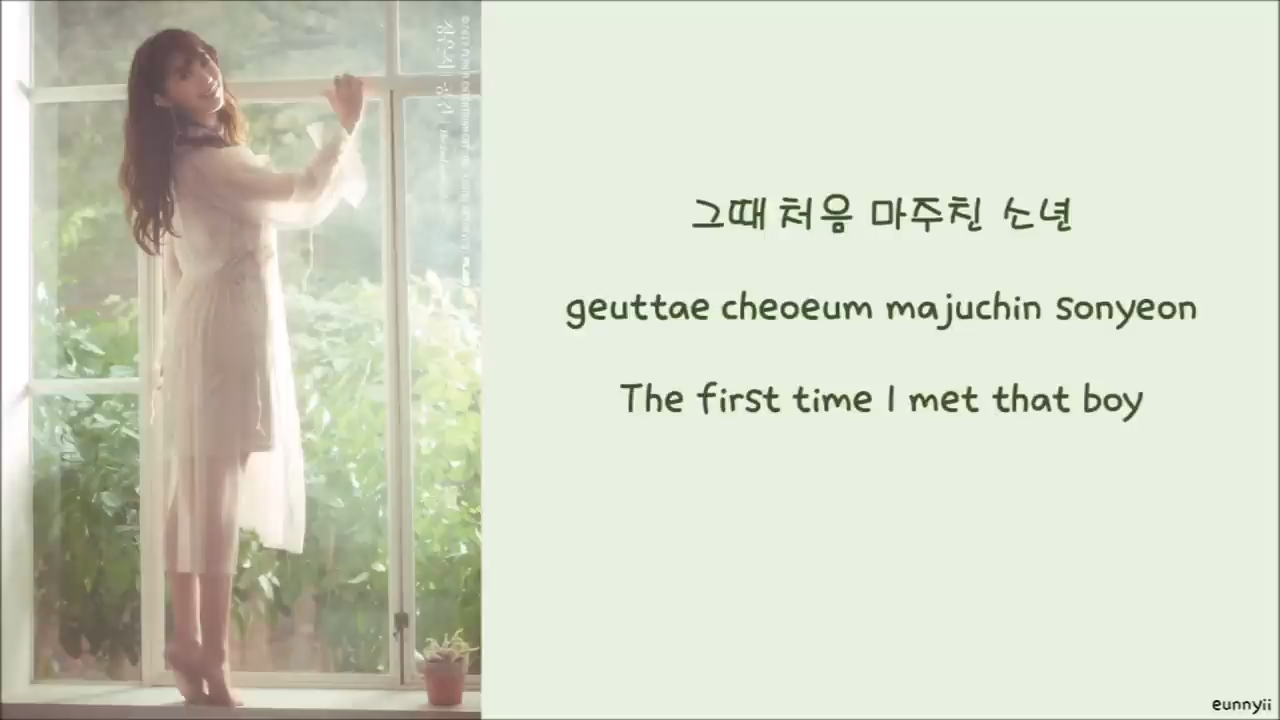 그때 처음 마주친 소년
geuttae cheoeum majuchin sonyeon
The first time I met that boy
eunnyii